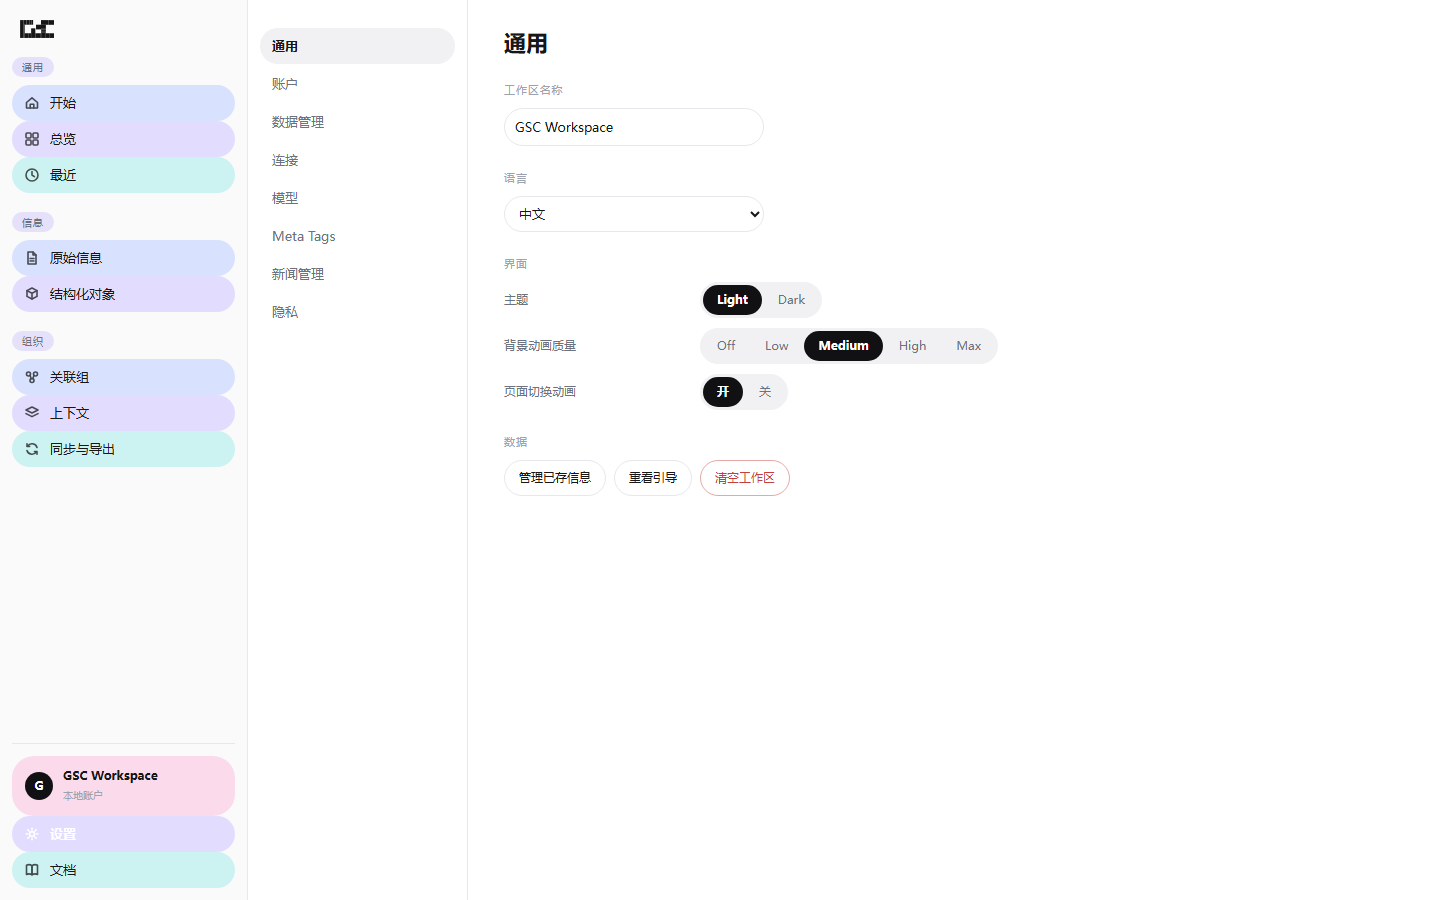 GSC
通用
开始
总览
最近
信息
原始信息
结构化对象
组织
关联组
上下文
同步与导出
G
GSC Workspace
本地账户
设置
文档
通用
账户
数据管理
连接
模型
Meta Tags
新闻管理
隐私
通用
工作区名称
GSC Workspace
语言
中文
界面
主题 Light Dark
背景动画质量 Off Low Medium High Max
页面切换动画 开 关
数据
管理已存信息 重看引导 清空工作区